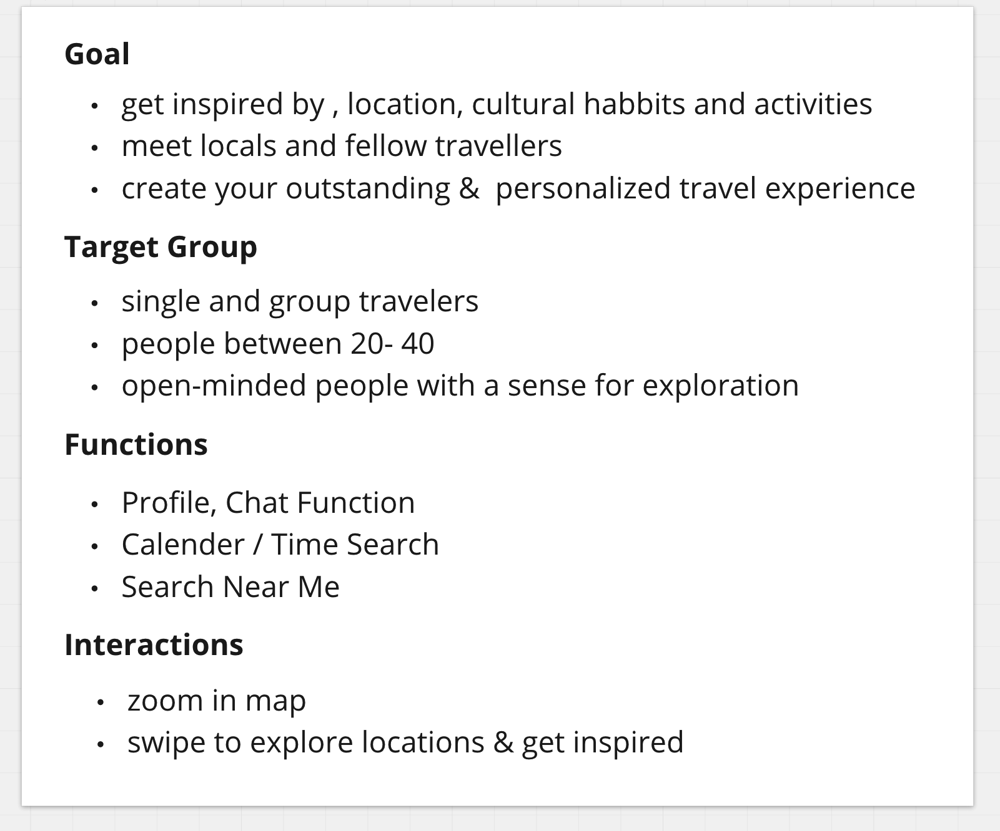 Goal
• get inspired by , location, cultural habbits and activities
• meet locals and fellow travellers
• create your outstanding &  personalized travel experience
Target Group
• single and group travelers
• people between 20- 40
• open-minded people with a sense for exploration
Functions
• Profile, Chat Function
• Calender / Time Search
• Search Near Me
Interactions
• zoom in map
• swipe to explore locations & get inspired